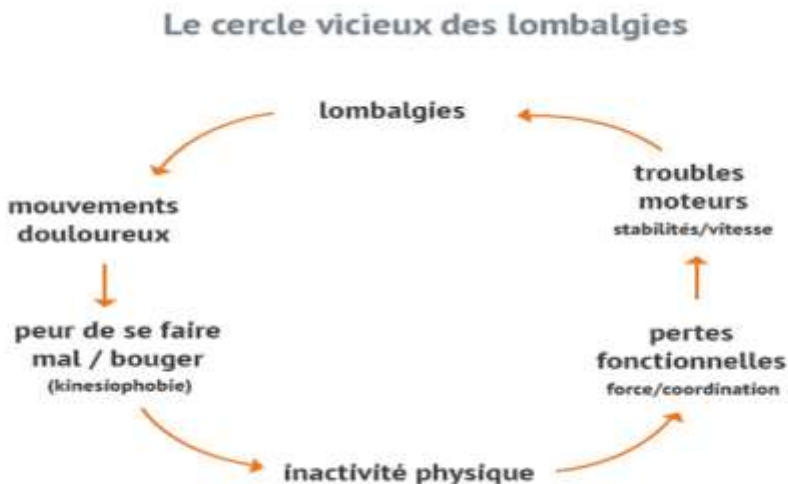 Le cercle vicieux des lombalgies
lombalgies
mouvements
douloureux
peur de se faire
mal / bouger
(kinesiophobie)
inactivité physique
pertes
fonctionnelles
force/coordination
troubles
moteurs
stabilités/vitesse